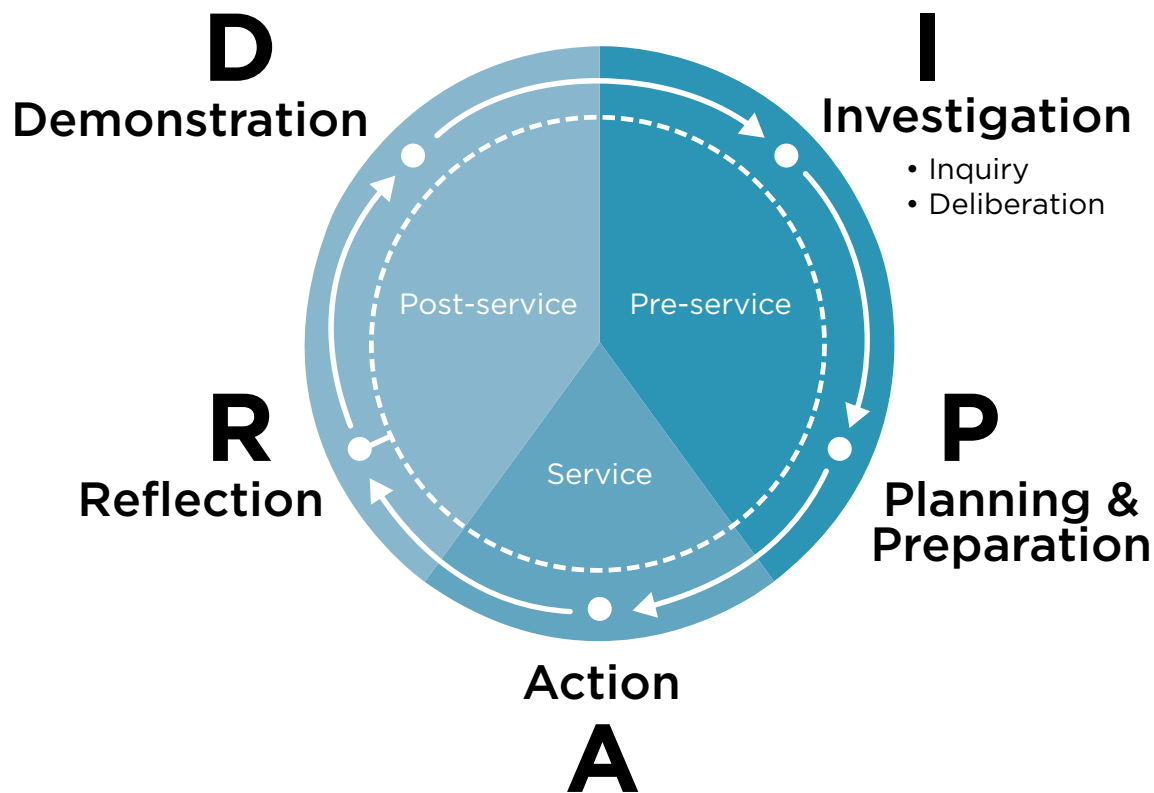 D
Demonstration
I
Investigation
• Inquiry
• Deliberation
Post-service
Pre-service
Service
R
Reflection
P
Planning &
Preparation
Action
A